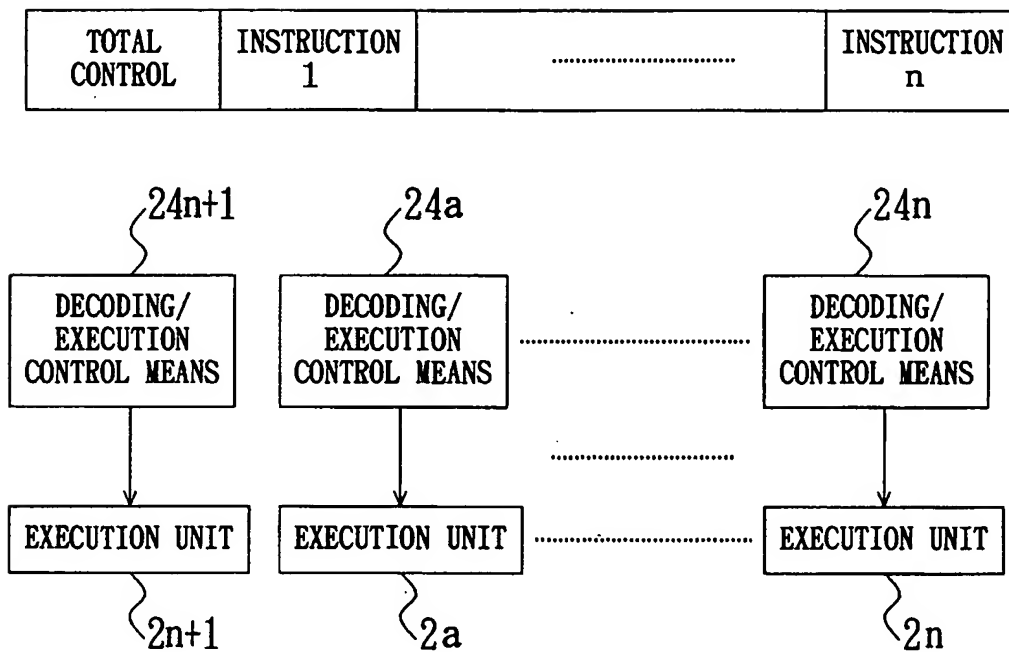 TOTAL CONTROL
INSTRUCTION 1
INSTRUCTION n
24n+1
24a
24n
DECODING/
EXECUTION
CONTROL MEANS
DECODING/
EXECUTION
CONTROL MEANS
DECODING/
EXECUTION
CONTROL MEANS
EXECUTION UNIT
EXECUTION UNIT
EXECUTION UNIT
2n+1
2a
2n